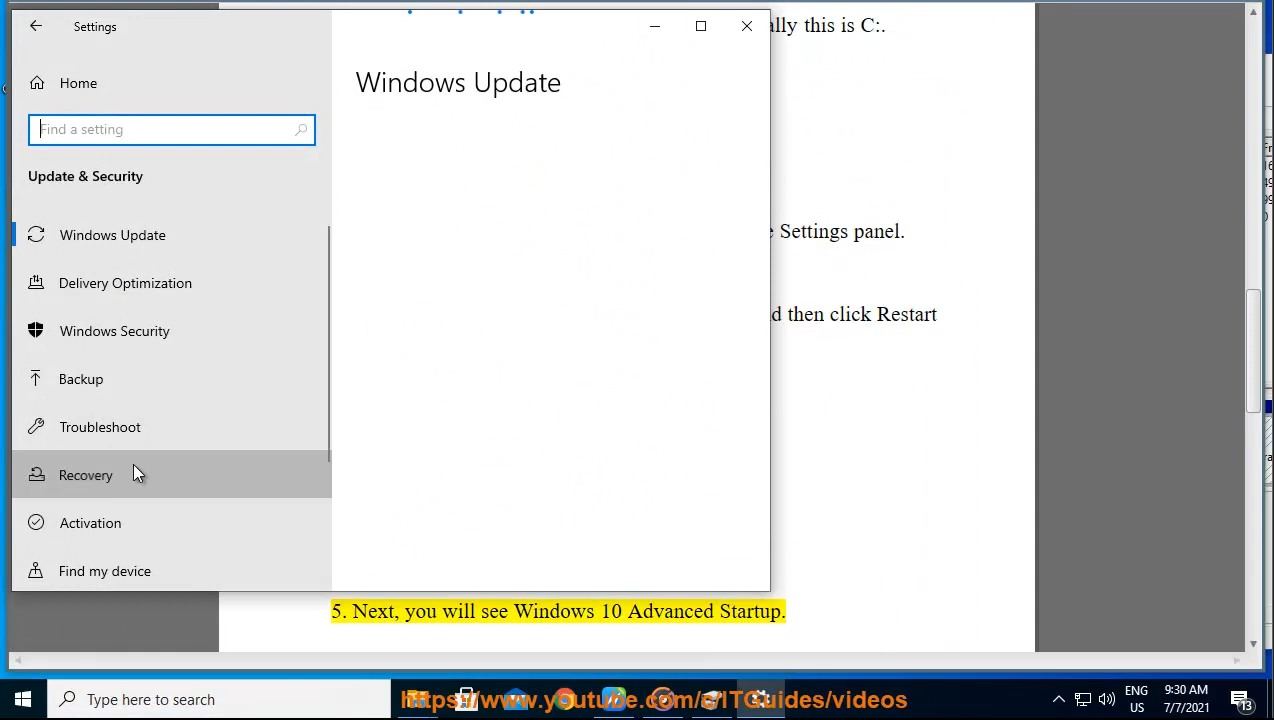 Settings
ally this is C:.
Home
Windows Update
Find a setting
Update & Security
Windows Update
e Settings panel.
Delivery Optimization
d then click Restart
Windows Security
Backup
Troubleshoot
Recovery
Activation
Find my device
5. Next, you will see Windows 10 Advanced Startup.
Type here to search
https://www.youtube.com/c/ITGuides/videos
ENG
US
9:30 AM
7/7/2021
13